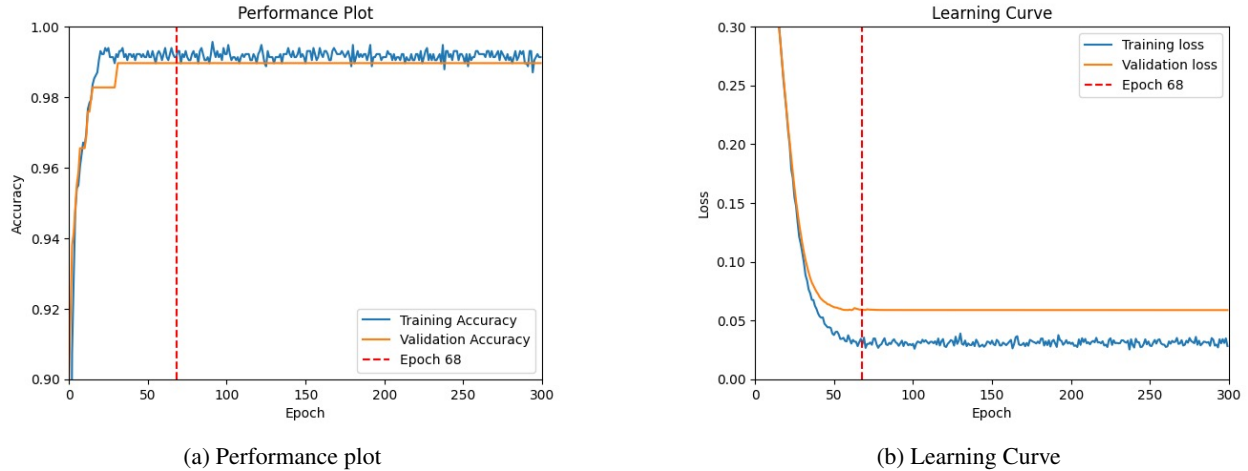 Performance Plot
1.00
0.98
0.96
0.94
0.92
0.90
Accuracy
0
50
100
150
200
250
300
Epoch
Training Accuracy
Validation Accuracy
Epoch 68
(a) Performance plot
Learning Curve
0.30
0.25
0.20
0.15
0.10
0.05
0.00
Loss
0
50
100
150
200
250
300
Epoch
Training loss
Validation loss
Epoch 68
(b) Learning Curve